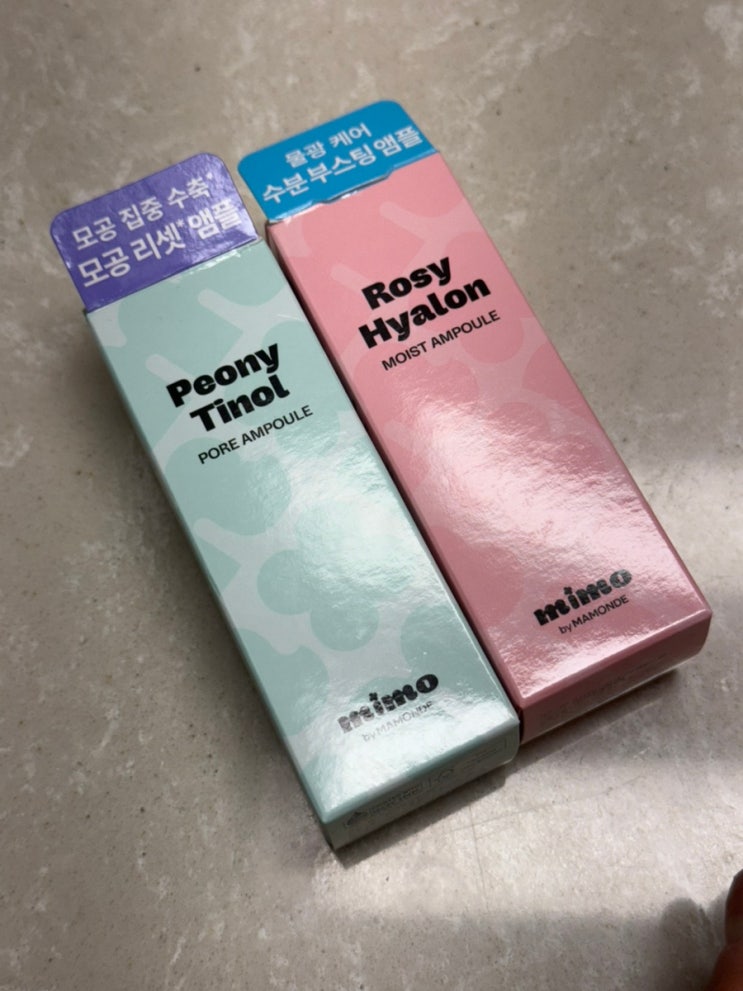 모공 집중 수축*
모공 리셋* 앰플
Peony
Tinol
PORE AMPOULE
mimo
by MAMONDE
물광 케어
수분부스팅앰플
Rosy
Hyalon
MOIST AMPOULE
mimo
by MAMONDE